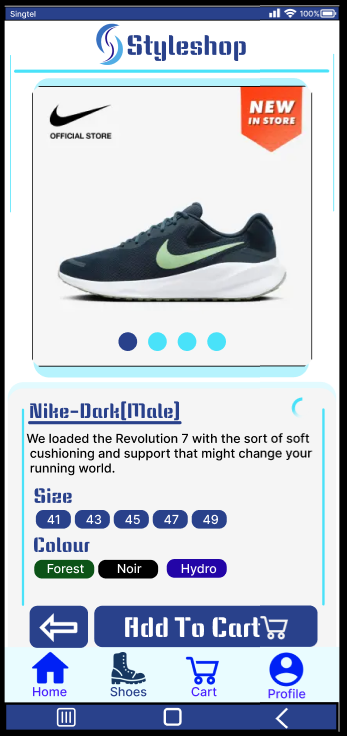 Singtel 100%
Styleshop
NEW
IN STORE
OFFICIAL STORE
Nike-Dark[Male]
We loaded the Revolution 7 with the sort of soft
cushioning and support that might change your
running world.
Size
41 43 45 47 49
Colour
Forest Noir Hydro
Add To Cart
Home Shoes Cart Profile